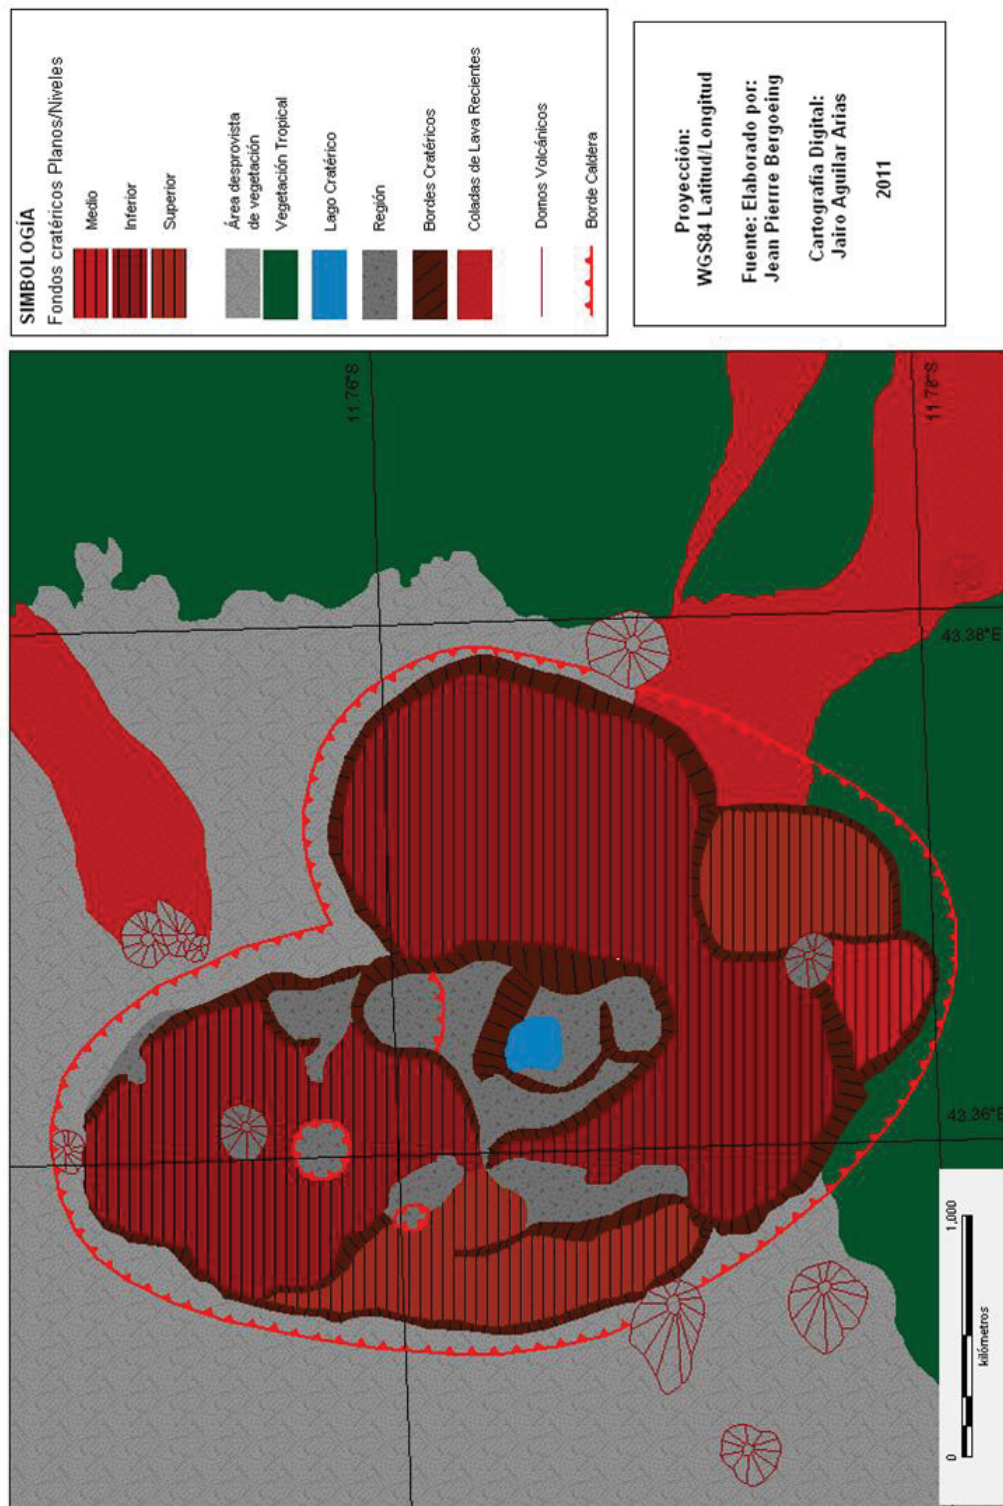 SIMBOLOGÍA
Fondos cratéricos Planos/Niveles
Medio
Inferior
Superior
Área desprovista
de vegetación
Vegetación Tropical
Lago Cratérico
Región
Bordes Cratéricos
Coladas de Lava Recientes
Domos Volcánicos
Borde Caldera
Proyección:
WGS84 Latitud/Longitud
Fuente: Elaborado por:
Jean Pierrre Bergoeing
Cartografía Digital:
Jairo Aguilar Arias
2011
11.76°S
11.78°S
43.38°E
43.36°E
0
1,000
kilómetros